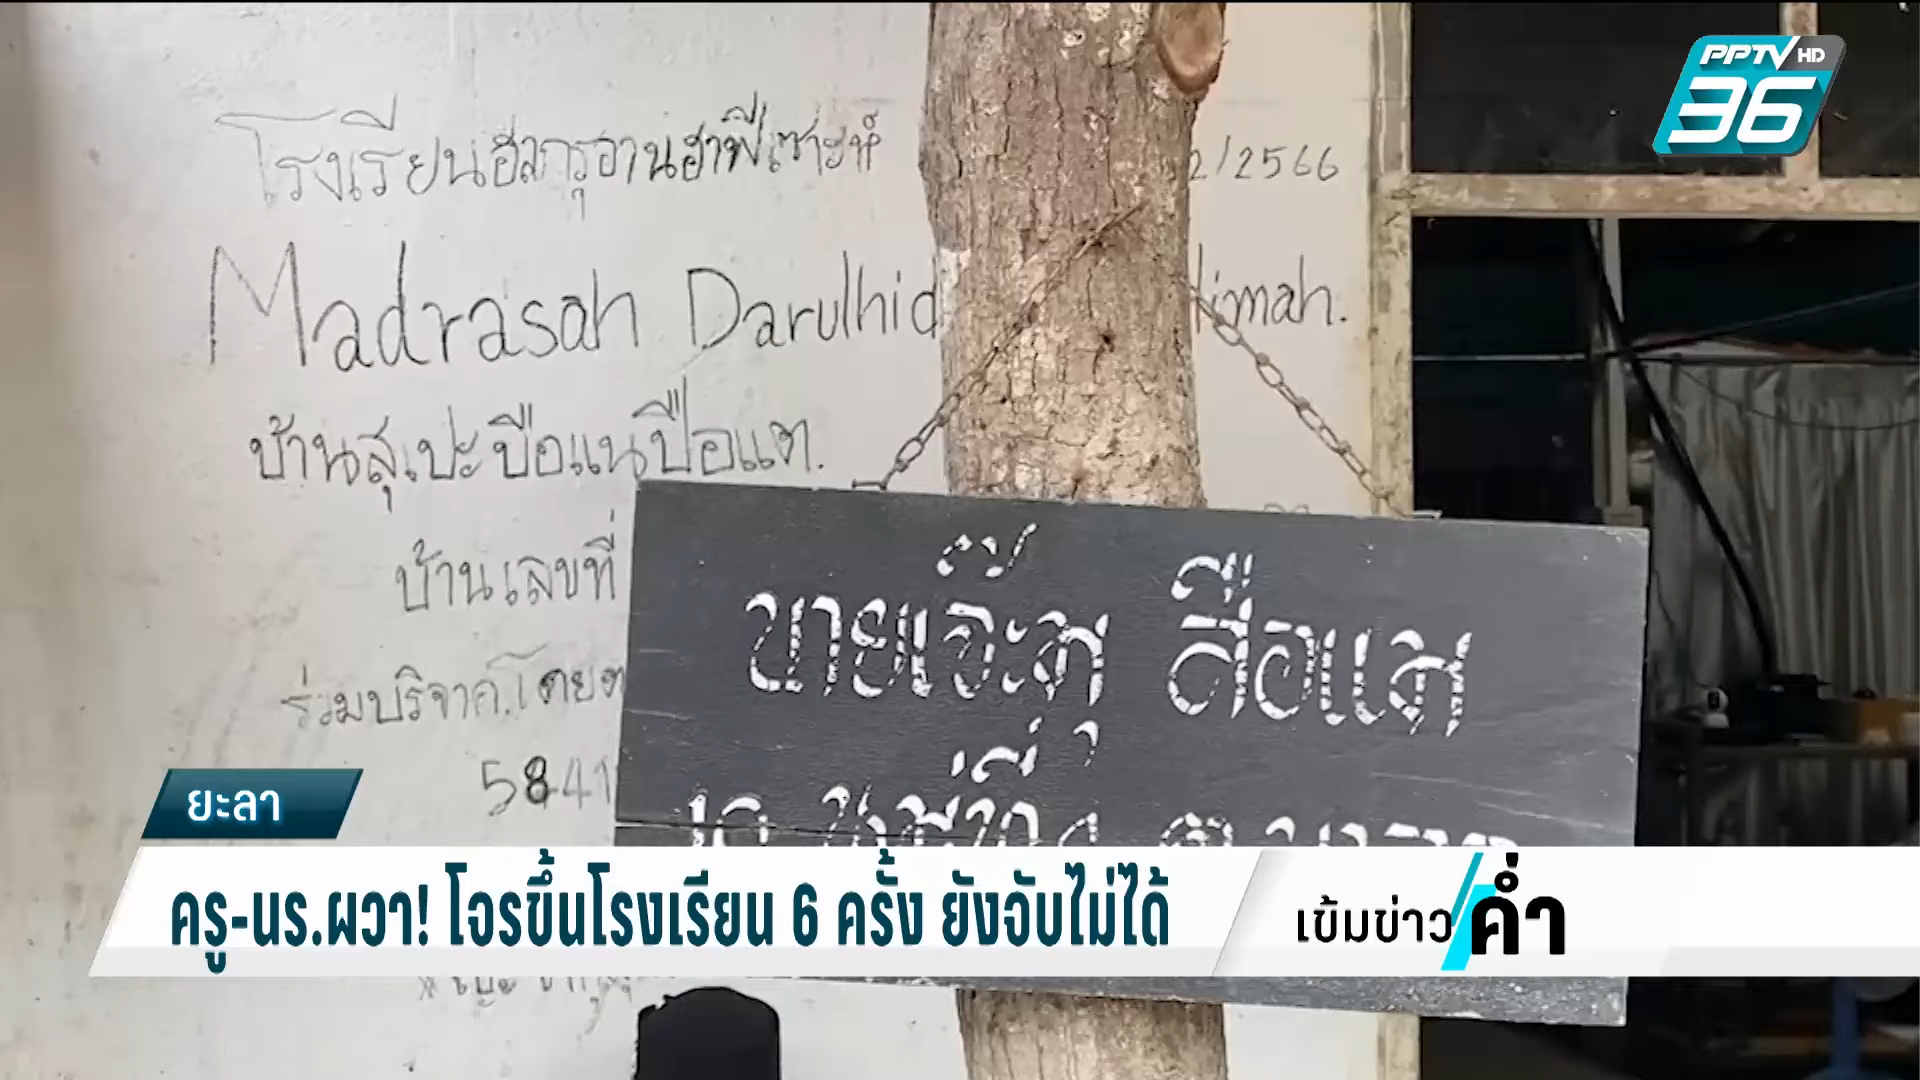 PPTV HD
36
โรงเรียนฮัลกุรอานฮาฟีเซาะห์ 2/2566
Madrasah Darulhid limah.
บ้านสุเปะบือแนปือแต.
บ้านเลขที่
ร่วมบริจาค.โดย
5841
นายเจ๊ะดุ ลือแต
ยะลา
ครู-นร.ผวา! โจรขึ้นโรงเรียน 6 ครั้ง ยังจับไม่ได้
เข้มข่าวค่ำ